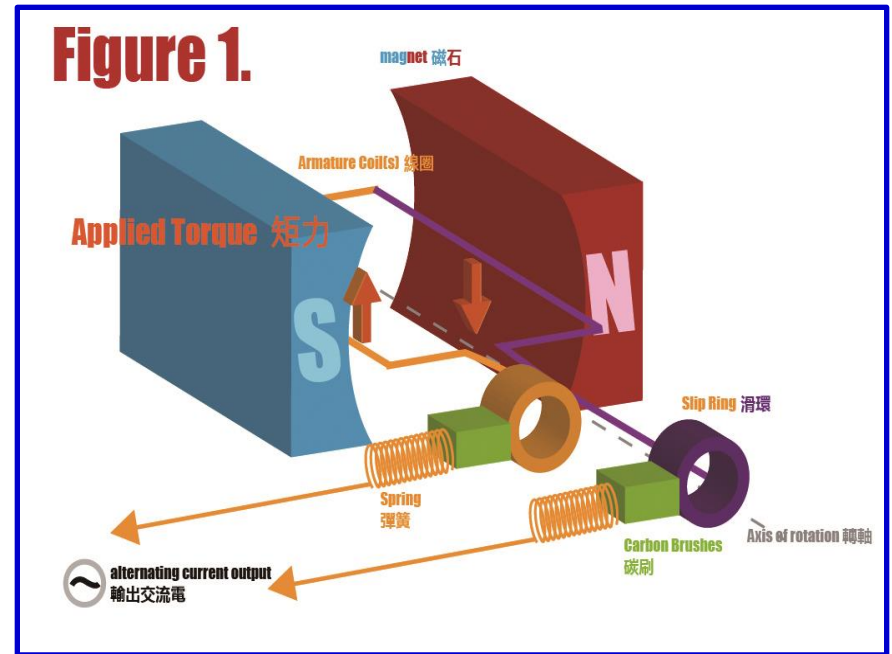 Figure 1.
magnet 磁石
Armature Coil(s) 線圈
Applied Torque 矩力
N
S
Slip Ring 滑環
Spring
彈簧
Axis of rotation 轉軸
Carbon Brushes
碳刷
alternating current output
輸出交流電